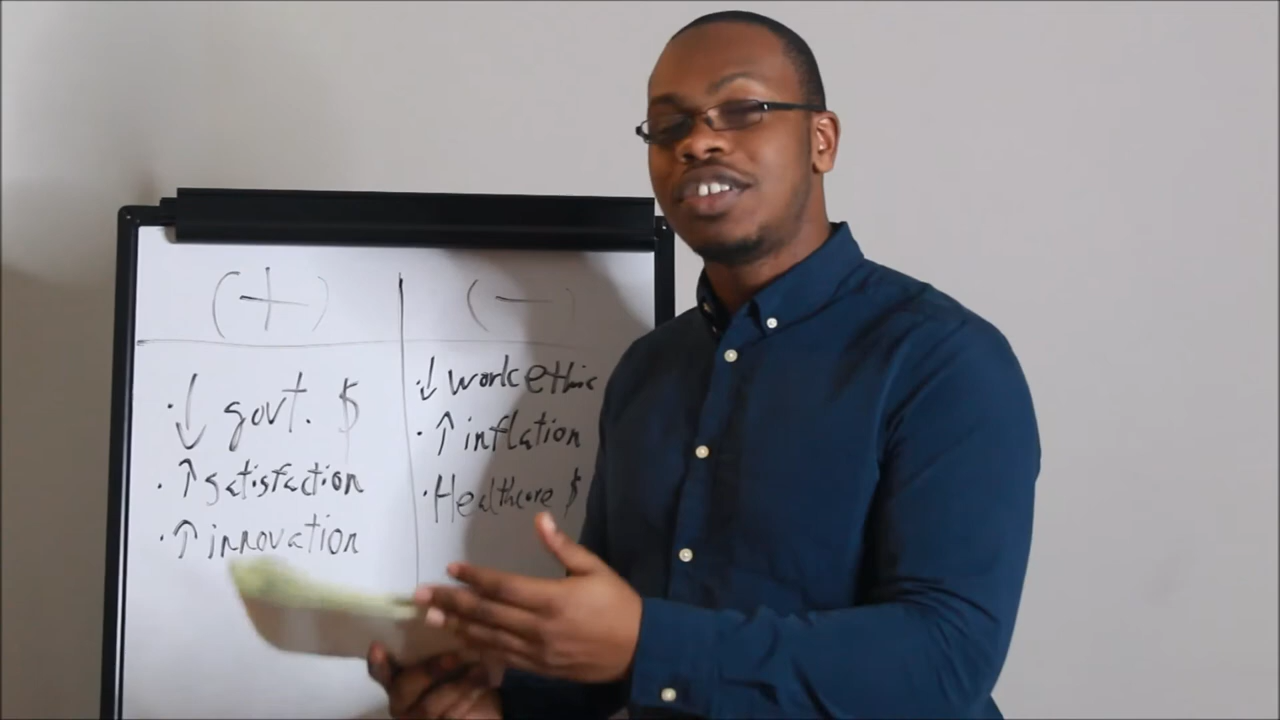 (+)
(−)
· ↓ govt. $
· ↑ satisfaction
· ↑ innovation
· ↓ work ethic
· ↑ inflation
· Healthcare $